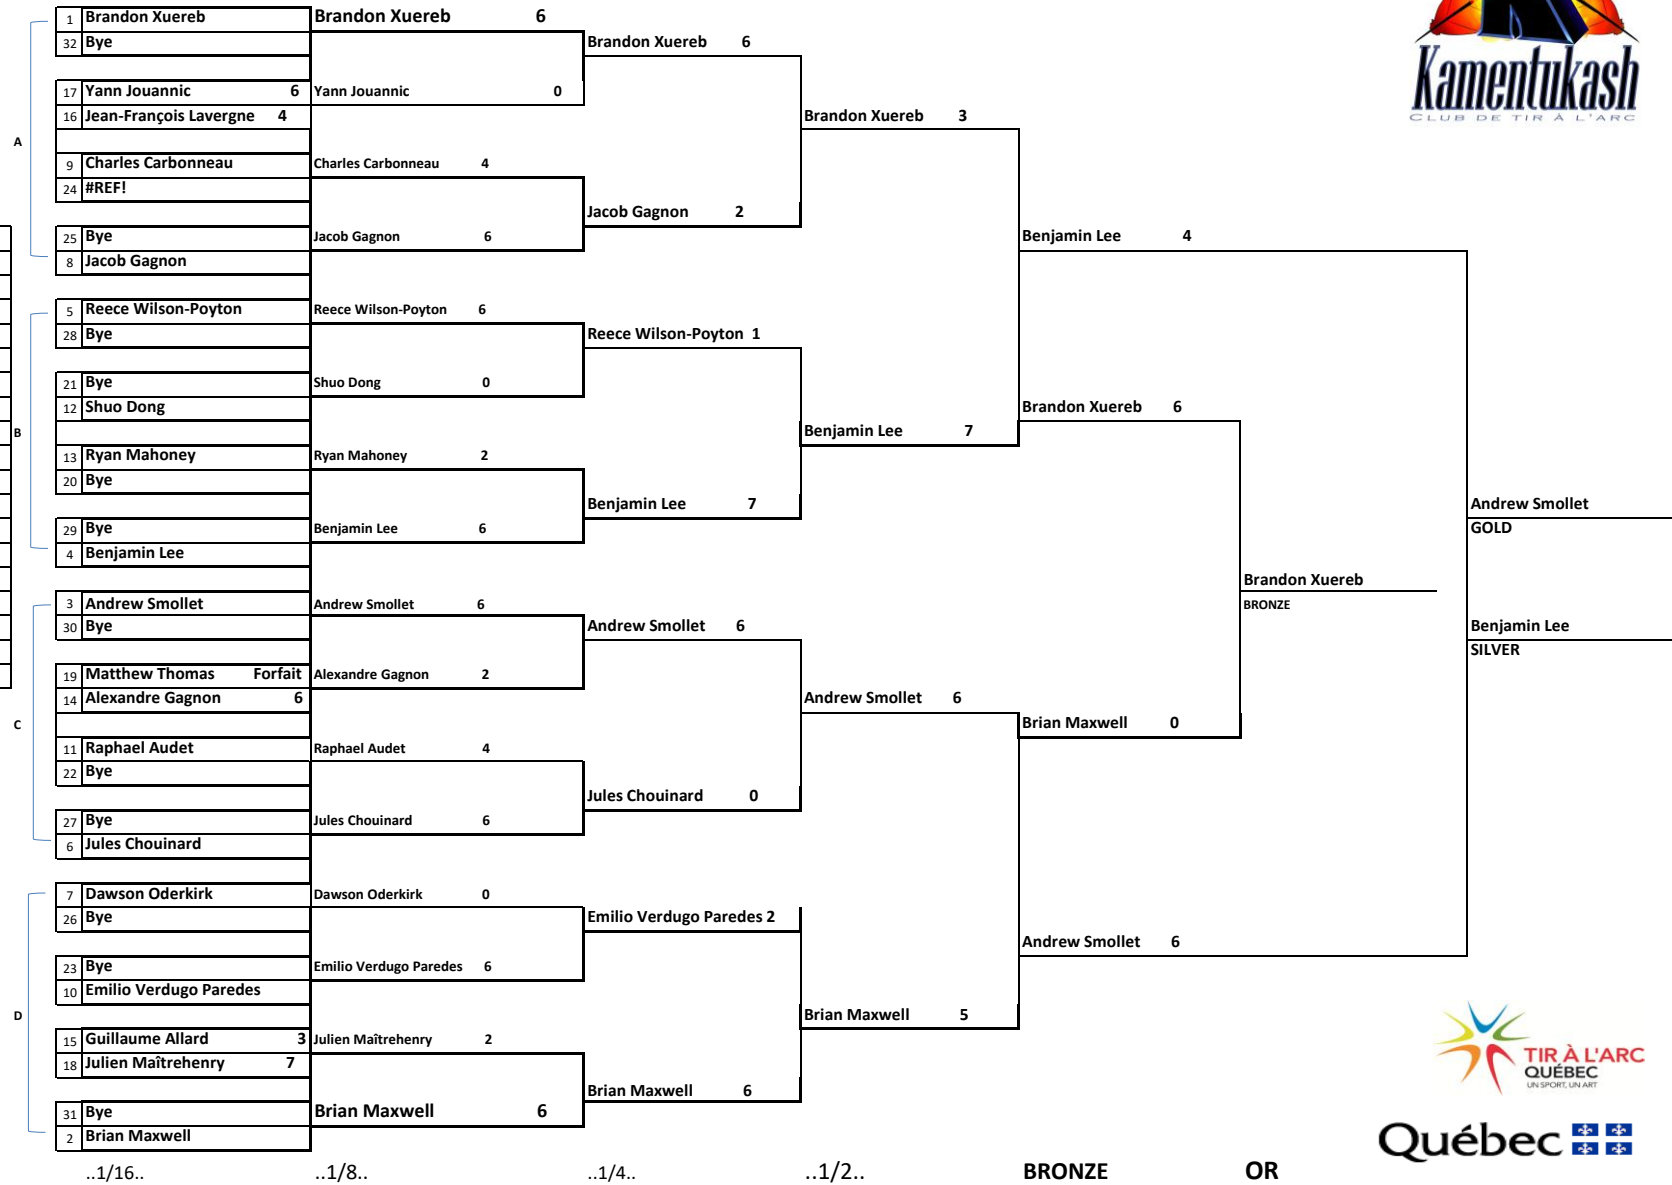 1 Brandon Xuereb Brandon Xuereb 6
32 Bye Brandon Xuereb 6
Kamentukash
CLUB DE TIR À L'ARC
17 Yann Jouannic 6 Yann Jouannic 0
16 Jean-François Lavergne 4 Brandon Xuereb 3
A
9 Charles Carbonneau Charles Carbonneau 4
24 #REF!
Jacob Gagnon 2
25 Bye Jacob Gagnon 6 Benjamin Lee 4
8 Jacob Gagnon
5 Reece Wilson-Poyton Reece Wilson-Poyton 6
28 Bye Reece Wilson-Poyton 1
21 Bye Shuo Dong 0
12 Shuo Dong Brandon Xuereb 6
B Benjamin Lee 7
13 Ryan Mahoney Ryan Mahoney 2
20 Bye
Benjamin Lee 7 Andrew Smollet
29 Bye Benjamin Lee 6 GOLD
4 Benjamin Lee
Brandon Xuereb
3 Andrew Smollet Andrew Smollet 6 BRONZE
30 Bye Andrew Smollet 6 Benjamin Lee
SILVER
19 Matthew Thomas Forfait Alexandre Gagnon 2
14 Alexandre Gagnon 6 Andrew Smollet 6
C Brian Maxwell 0
11 Raphael Audet Raphael Audet 4
22 Bye
Jules Chouinard 0
27 Bye Jules Chouinard 6
6 Jules Chouinard
7 Dawson Oderkirk Dawson Oderkirk 0
26 Bye Emilio Verdugo Paredes 2
Andrew Smollet 6
23 Bye Emilio Verdugo Paredes 6
10 Emilio Verdugo Paredes
D Brian Maxwell 5
15 Guillaume Allard 3 Julien Maîtrehenry 2
18 Julien Maîtrehenry 7
TIR À L'ARC
QUÉBEC
UN SPORT, UN ART
Brian Maxwell 6
31 Bye Brian Maxwell 6
2 Brian Maxwell
Québec
..1/16.. ..1/8.. ..1/4.. ..1/2.. BRONZE OR